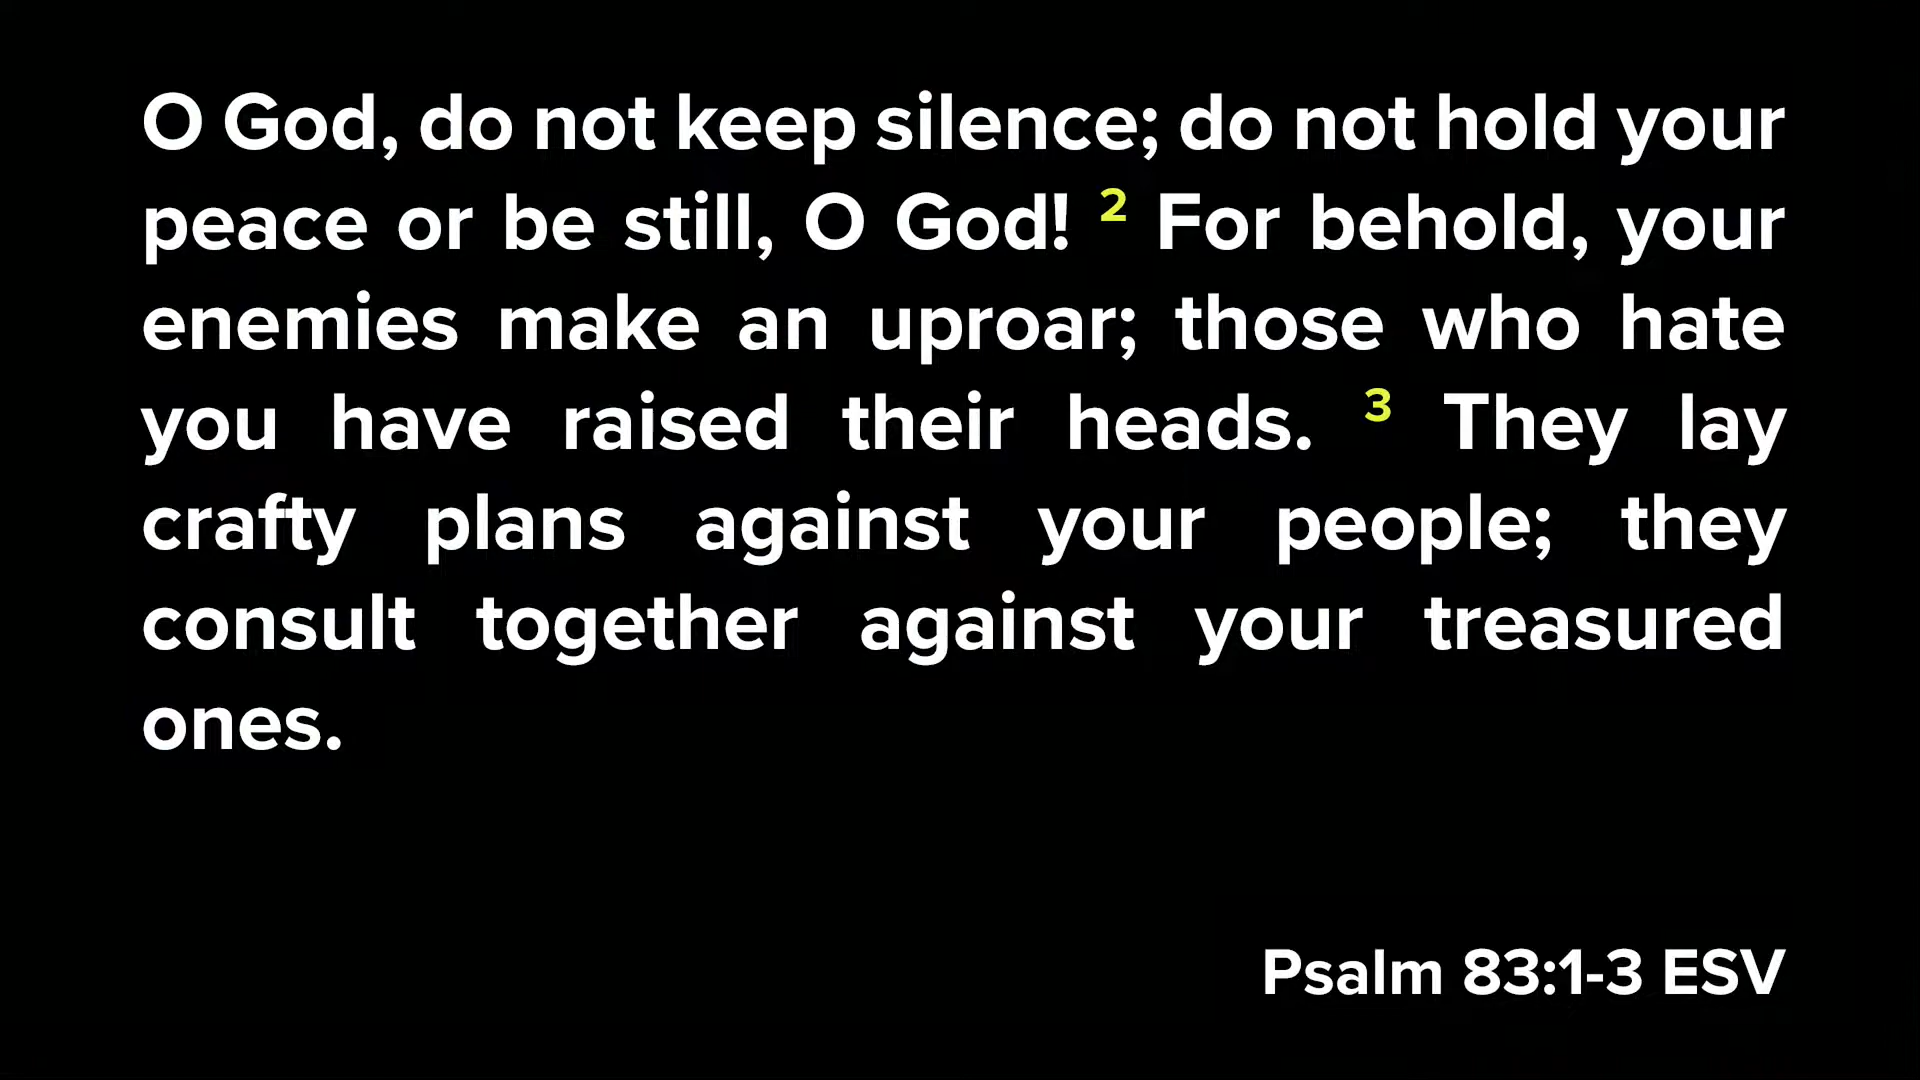 O God, do not keep silence; do not hold your
peace or be still, O God! 2 For behold, your
enemies make an uproar; those who hate
you have raised their heads. 3 They lay
crafty plans against your people; they
consult together against your treasured
ones.
Psalm 83:1-3 ESV